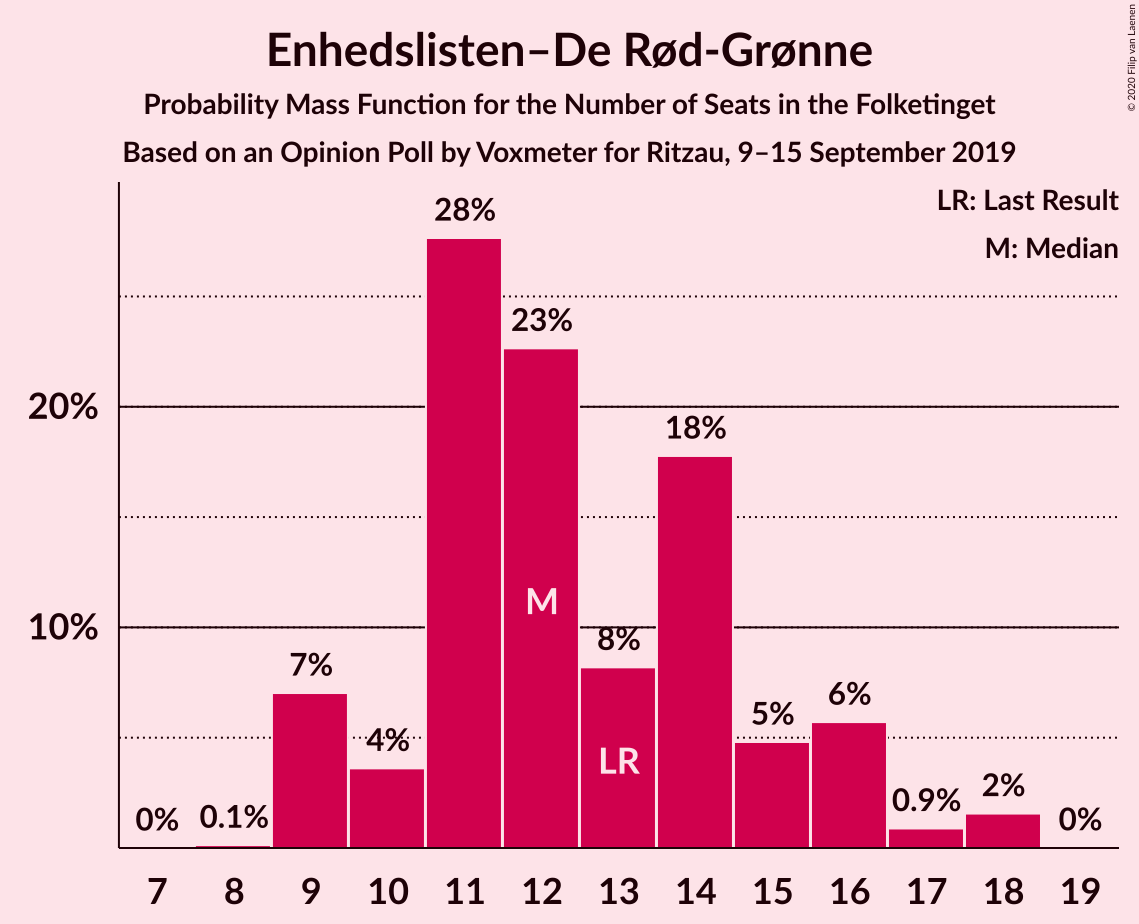 Enhedslisten–De Rød-Grønne
Probability Mass Function for the Number of Seats in the Folketinget
Based on an Opinion Poll by Voxmeter for Ritzau, 9–15 September 2019
© 2020 Filip van Laenen
LR: Last Result
M: Median
28%
23%
20%
18%
M
10%
8%
7%
6%
5%
4%
LR
2%
0.9%
0%
0.1%
0%
7 8 9 10 11 12 13 14 15 16 17 18 19